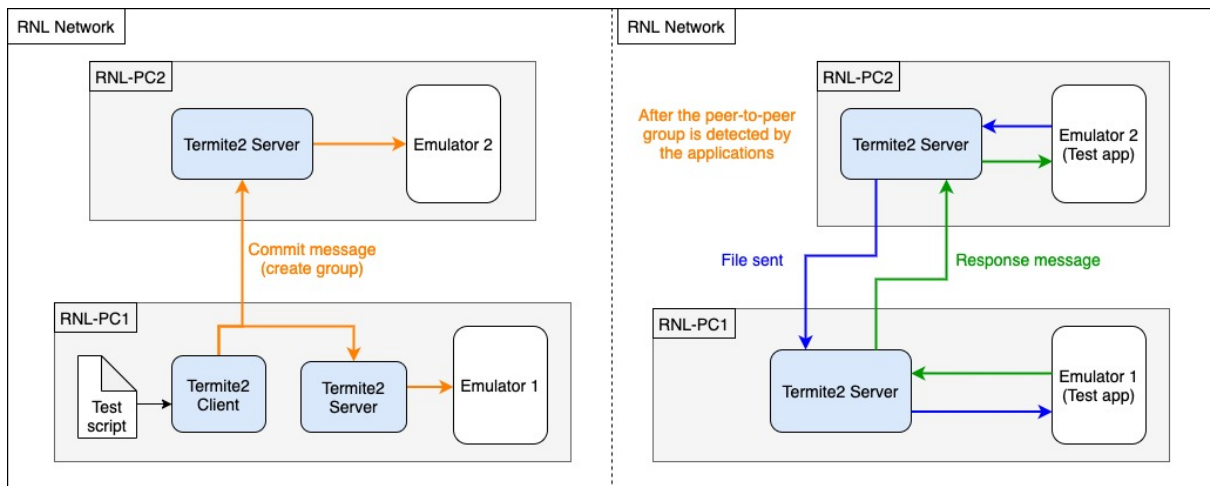 RNL Network
RNL-PC2
Termite2 Server
Emulator 2
Commit message
(create group)
RNL-PC1
Test
script
Termite2
Client
Termite2
Server
Emulator 1
RNL Network
RNL-PC2
After the peer-to-peer
group is detected by
the applications
Termite2 Server
Emulator 2
(Test app)
File sent
Response message
RNL-PC1
Termite2 Server
Emulator 1
(Test app)